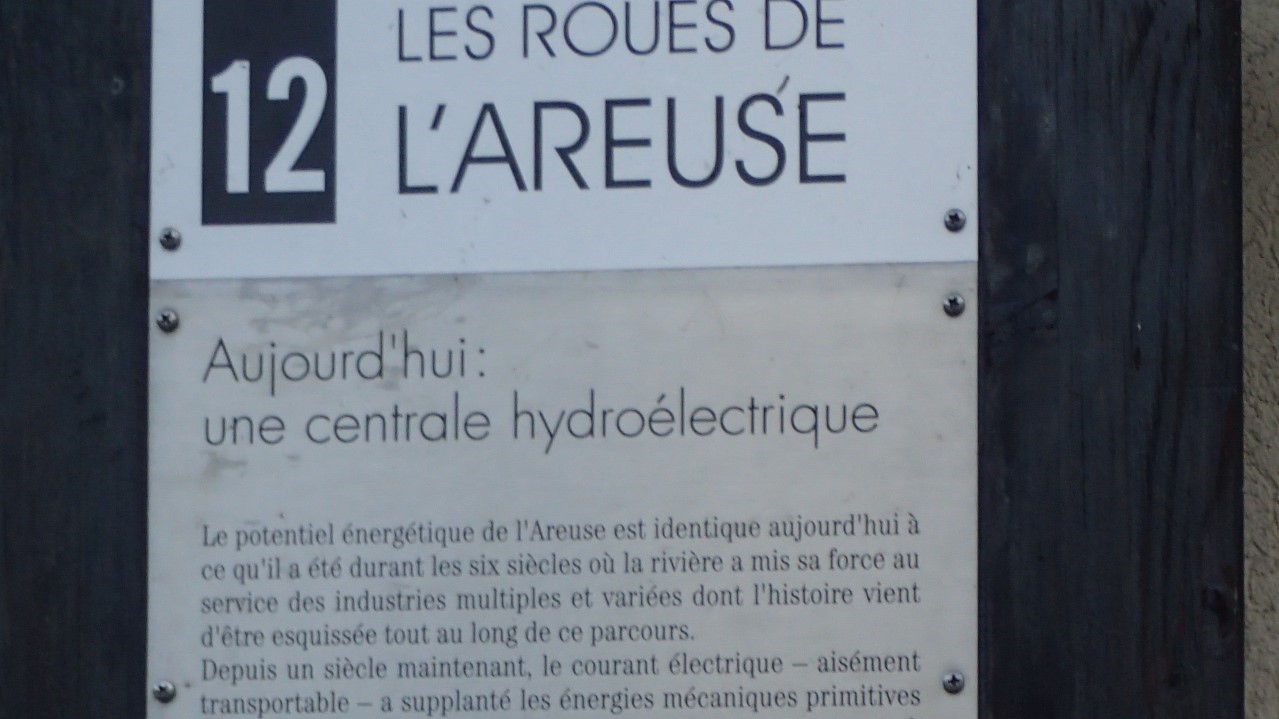 12
LES ROUES DE
L'AREUSE
Aujourd'hui :
une centrale hydroélectrique
Le potentiel énergétique de l'Areuse est identique aujourd'hui à
ce qu'il a été durant les six siècles où la rivière a mis sa force au
service des industries multiples et variées dont l'histoire vient
d'être esquissée tout au long de ce parcours.
Depuis un siècle maintenant, le courant électrique – aisément
transportable – a supplanté les énergies mécaniques primitives